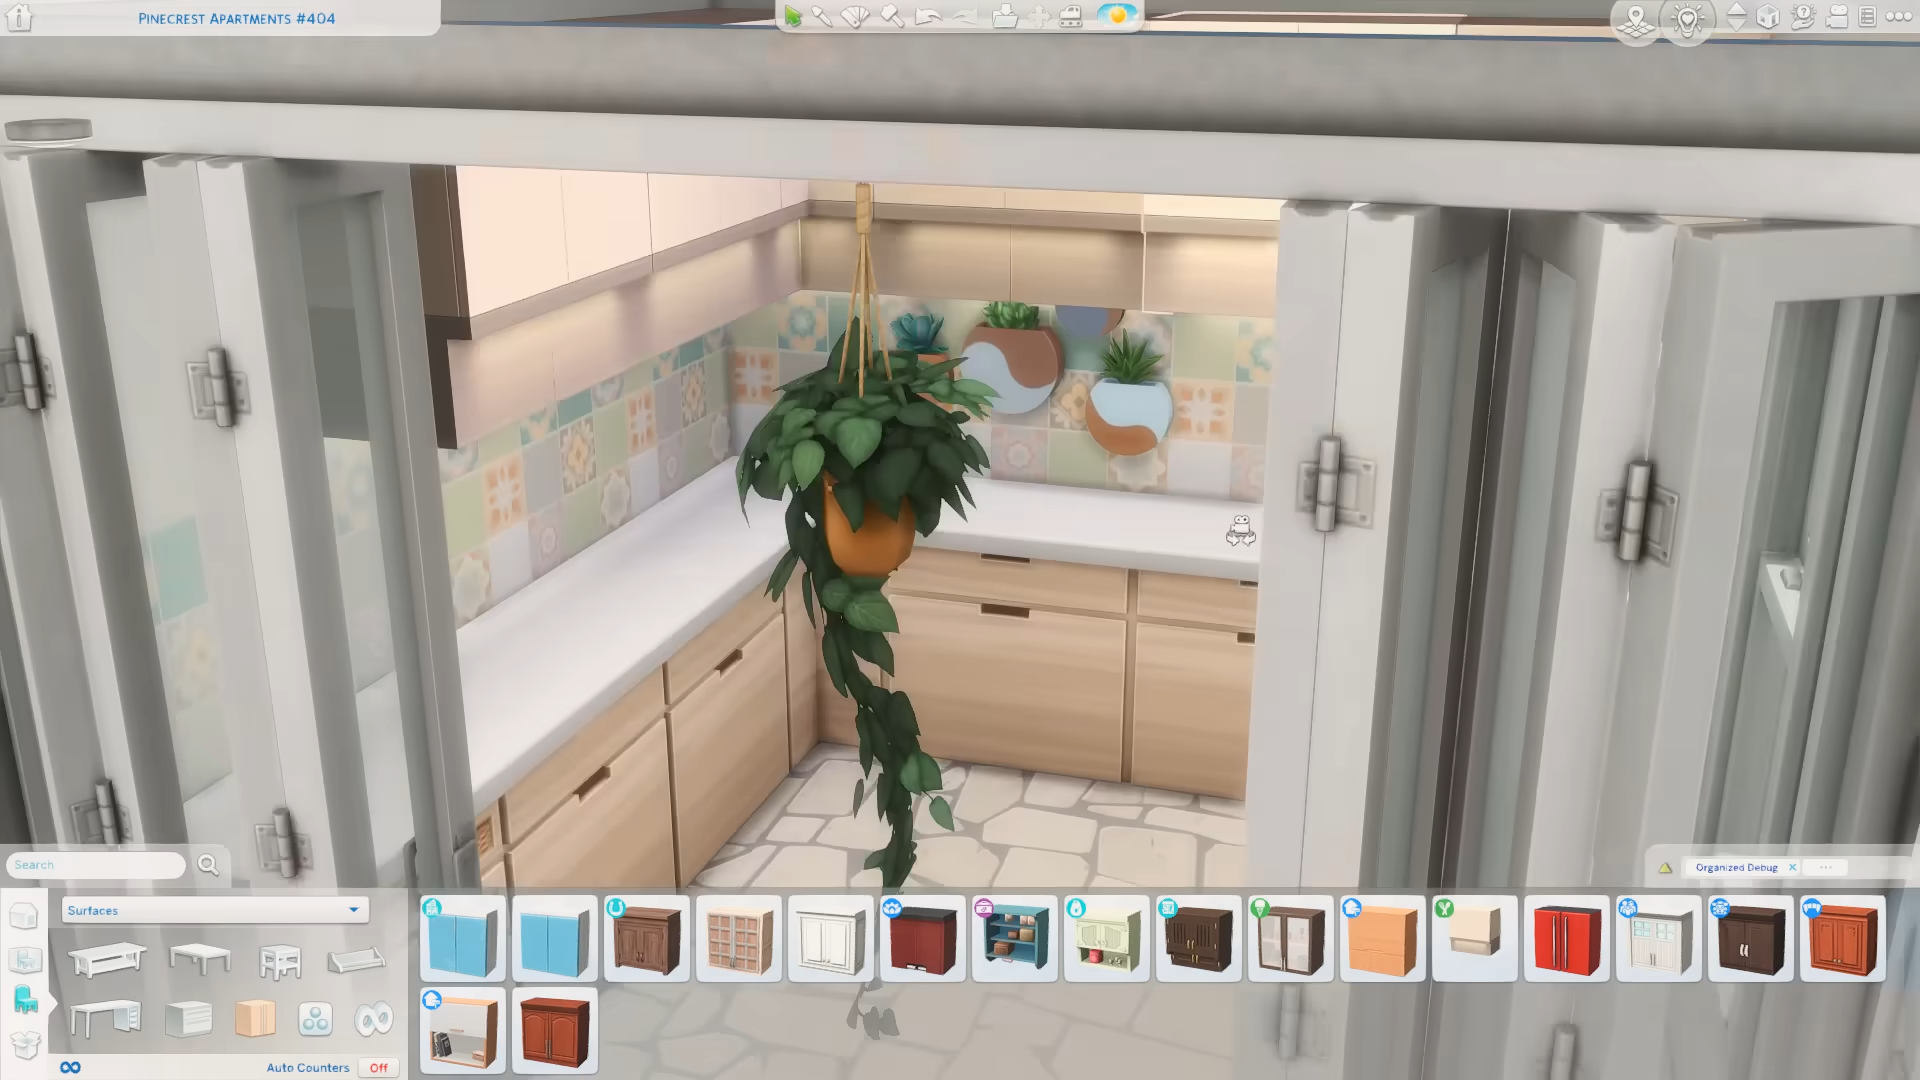 Pinecrest Apartments #404
Search
Organized Debug
Surfaces
Auto Counters Off